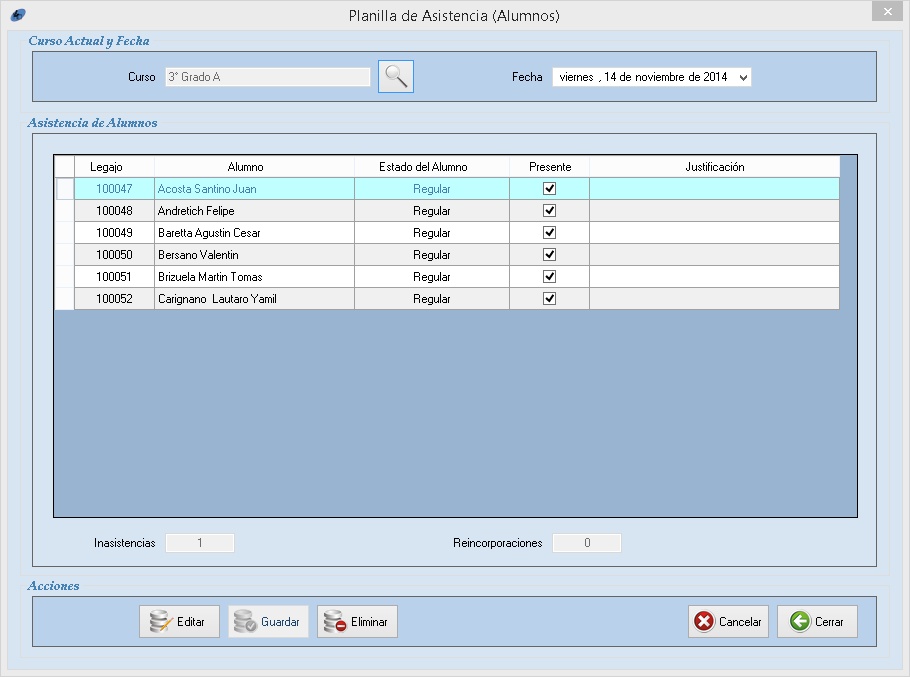 Planilla de Asistencia (Alumnos)
Curso Actual y Fecha
Curso 3° Grado A Fecha viernes , 14 de noviembre de 2014
Asistencia de Alumnos
Legajo Alumno Estado del Alumno Presente Justificación
100047 Acosta Santino Juan Regular
100048 Andretich Felipe Regular
100049 Baretta Agustin Cesar Regular
100050 Bersano Valentin Regular
100051 Brizuela Martin Tomas Regular
100052 Carignano Lautaro Yamil Regular
Inasistencias 1 Reincorporaciones 0
Acciones
Editar Guardar Eliminar Cancelar Cerrar